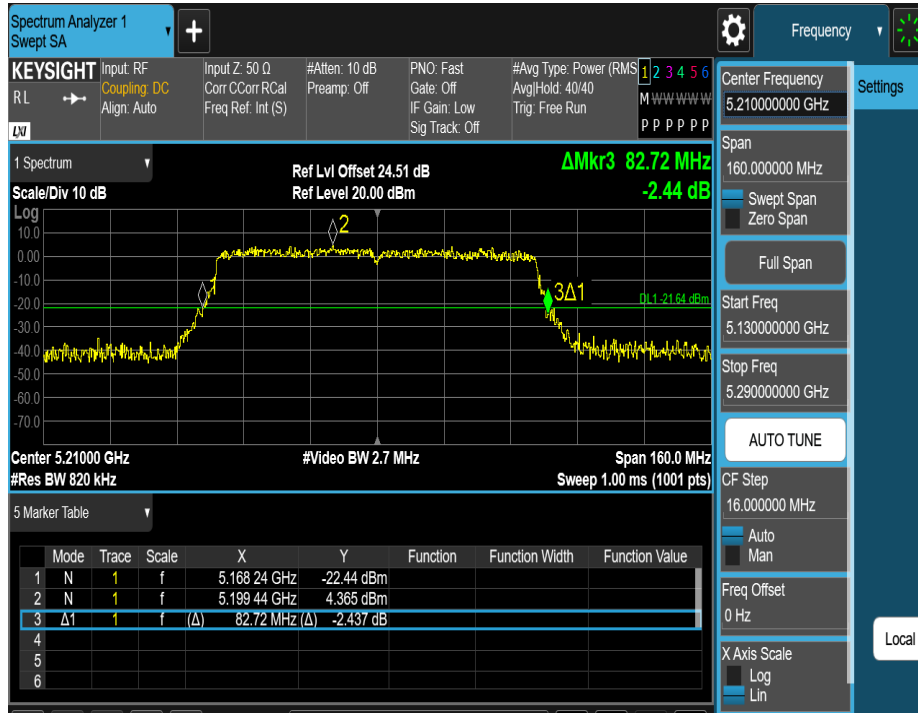 Spectrum Analyzer 1
Swept SA
+
Frequency
KEYSIGHT
RL
LXI
Input: RF
Coupling: DC
Align: Auto
Input Z: 50 Ω
Corr CCorr RCal
Freq Ref: Int (S)
#Atten: 10 dB
Preamp: Off
PNO: Fast
Gate: Off
IF Gain: Low
Sig Track: Off
#Avg Type: Power (RMS
Avg|Hold: 40/40
Trig: Free Run
1 2 3 4 5 6
M W W W W W
P P P P P P
1 Spectrum
Scale/Div 10 dB
Ref Lvl Offset 24.51 dB
Ref Level 20.00 dBm
ΔMkr3 82.72 MHz
-2.44 dB
Log
10.0
0.00
-10.0
-20.0
-30.0
-40.0
-50.0
-60.0
-70.0
2
3Δ1
DL1 -21.64 dBm
Center 5.21000 GHz
#Video BW 2.7 MHz
Span 160.0 MHz
#Res BW 820 kHz
Sweep 1.00 ms (1001 pts)
5 Marker Table
Mode Trace Scale X Y Function Function Width Function Value
1 N 1 f 5.168 24 GHz -22.44 dBm
2 N 1 f 5.199 44 GHz 4.365 dBm
3 Δ1 1 f (Δ) 82.72 MHz (Δ) -2.437 dB
4
5
6
Center Frequency
5.210000000 GHz
Span
160.000000 MHz
Swept Span
Zero Span
Full Span
Start Freq
5.130000000 GHz
Stop Freq
5.290000000 GHz
AUTO TUNE
CF Step
16.000000 MHz
Auto
Man
Freq Offset
0 Hz
X Axis Scale
Log
Lin
Settings
Local